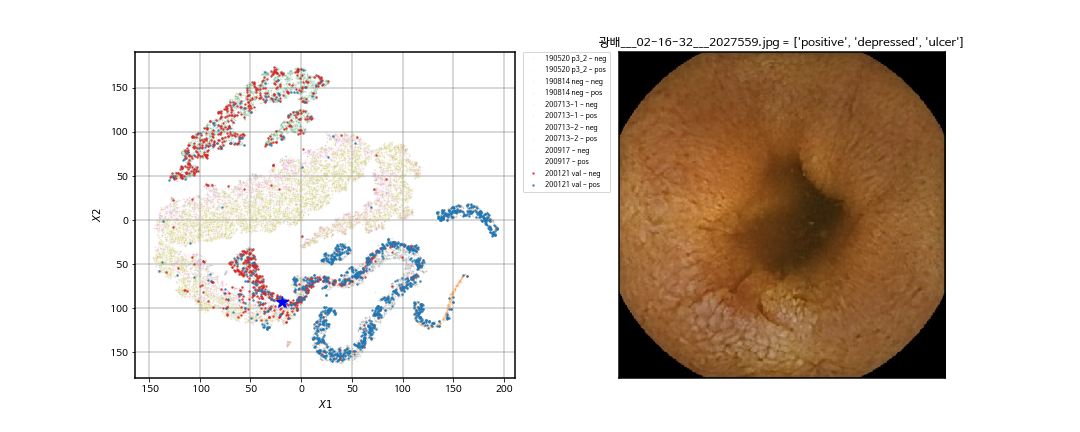 광배___02-16-32___2027559.jpg = ['positive', 'depressed', 'ulcer']
190520 p3_2 - neg
190520 p3_2 - pos
190814 neg - neg
190814 neg - pos
200713-1 - neg
200713-1 - pos
200713-2 - neg
200713-2 - pos
200917 - neg
200917 - pos
200121 val - neg
200121 val - pos
150
100
50
0
50
100
150
X2
150
100
50
0
50
100
150
200
X1